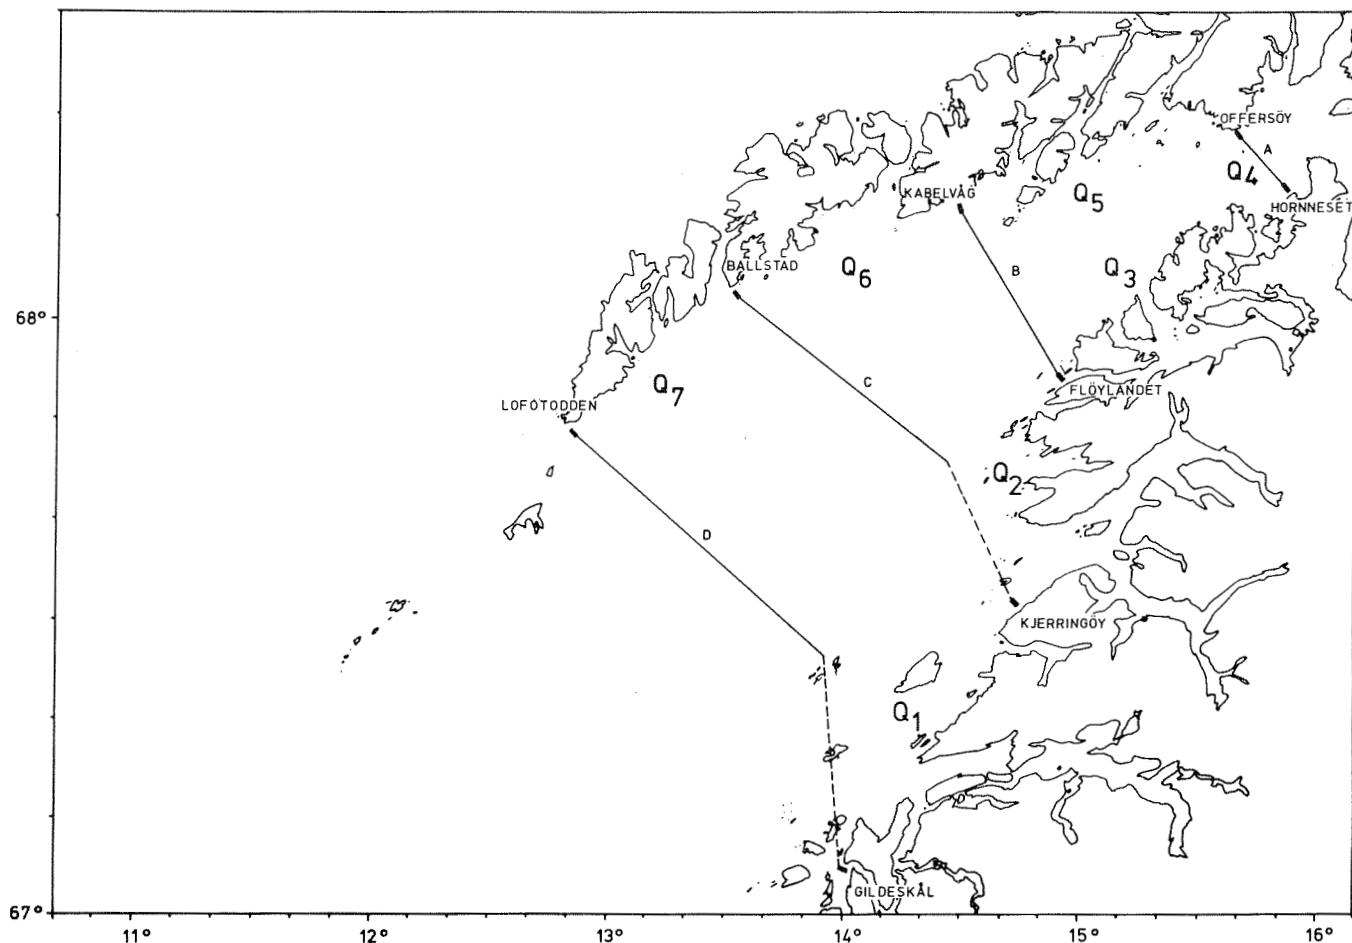 OFFERSÖY
A
Q4
HORNNESET
KABELVÅG
Q5
BALLSTAD
Q6
B
Q3
68°
C
FLÖYLANDET
Q7
LOFOTODDEN
Q2
D
KJERRINGÖY
Q1
GILDESKÅL
67°
11° 12° 13° 14° 15° 16°